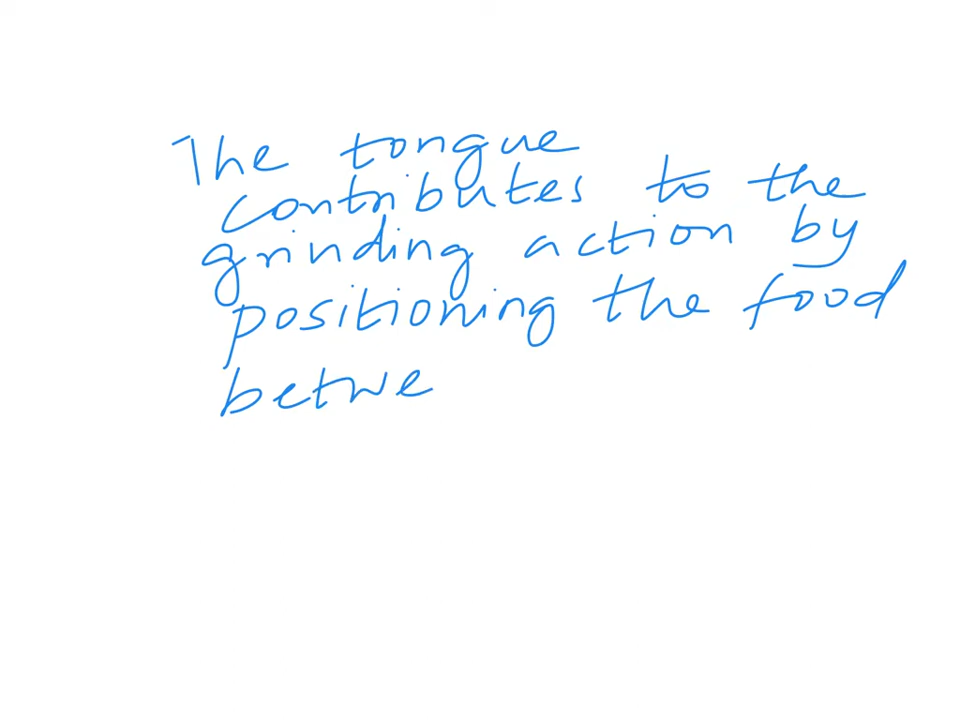 The tongue
contributes to the
grinding action by
positioning the food
betwe